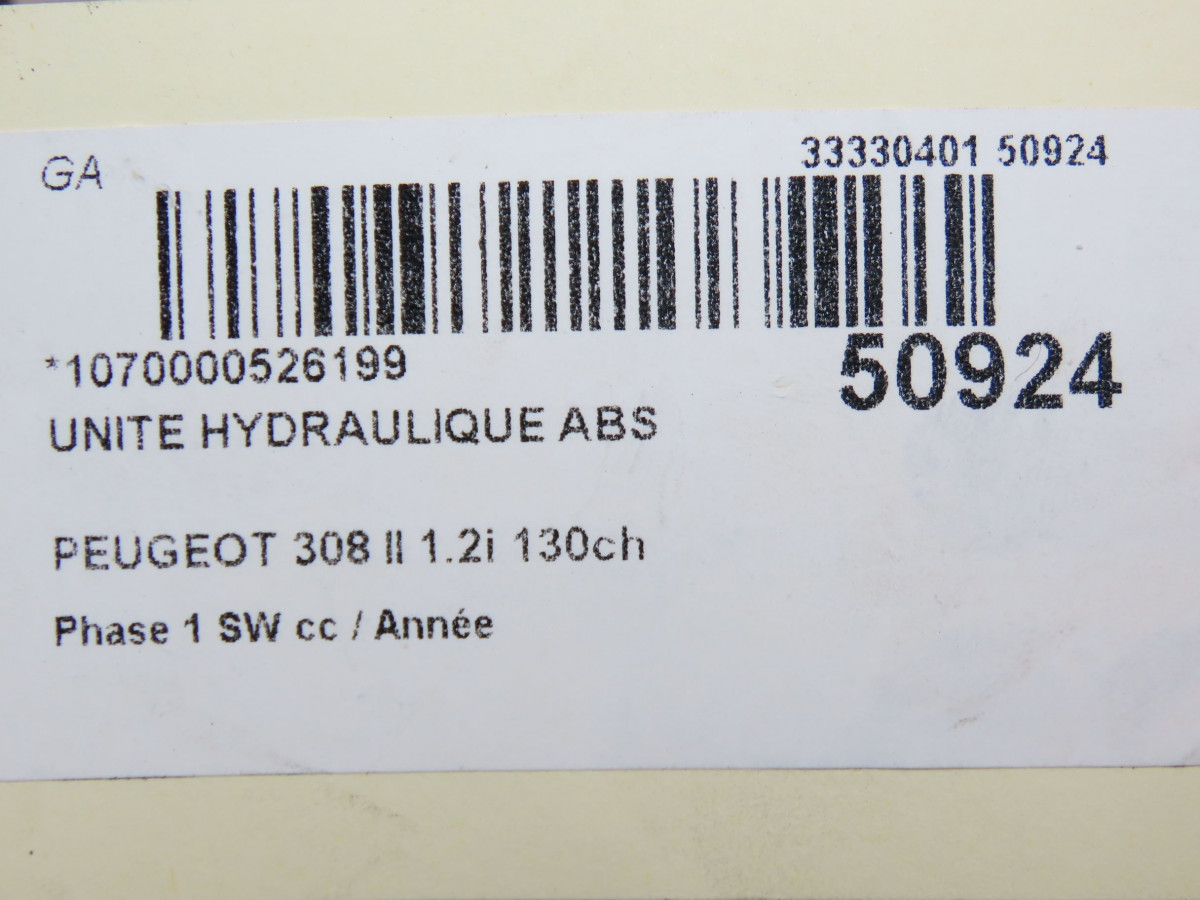 GA
33330401 50924
*1070000526199
50924
UNITE HYDRAULIQUE ABS
PEUGEOT 308 II 1.2i 130ch
Phase 1 SW cc / Année